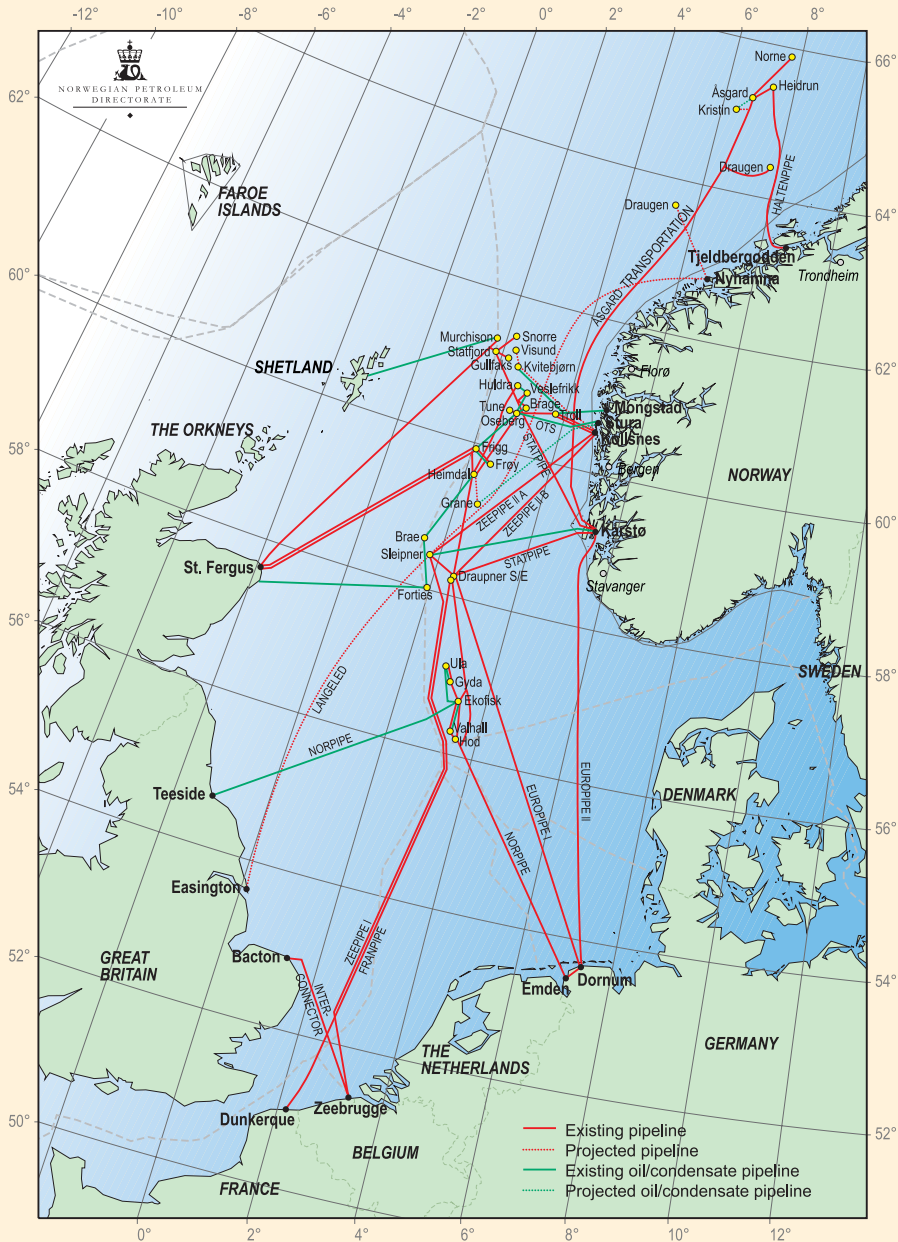 -12°
-10°
-8°
-6°
-4°
-2°
0°
2°
4°
6°
8°
NORWEGIAN PETROLEUM
DIRECTORATE
62°
60°
58°
56°
54°
52°
50°
66°
64°
62°
60°
58°
56°
54°
52°
Norne
Åsgard
Heidrun
Kristin
Draugen
HALTENPIPE
Draugen
ÅSGARD TRANSPORTATION
Tjeldbergodden
Trondheim
Nyhamna
FAROE
ISLANDS
SHETLAND
THE ORKNEYS
Murchison
Snorre
Statfjord
Visund
Gullfaks
Kvitebjørn
Huldra
Veslefrikk
Tune
Brage
Oseberg
Troll
OTS
Florø
Mongstad
Stura
Kollsnes
Bergen
NORWAY
Frigg
Frøy
Heimdal
Grane
STATPIPE
ZEEPIPE II A
ZEEPIPE II B
Brae
Sleipner
STATPIPE
Kårstø
Stavanger
St. Fergus
Forties
Draupner S/E
LANGELED
Ula
Gyda
Ekofisk
Valhall
Hod
NORPIPE
SWEDEN
Teeside
EUROPIPE I
EUROPIPE II
NORPIPE
DENMARK
Easington
Bacton
GREAT
BRITAIN
INTER-
CONNECTOR
ZEEPIPE I
FRANPIPE
Emden
Dornum
THE
NETHERLANDS
GERMANY
Zeebrugge
Dunkerque
BELGIUM
FRANCE
Existing pipeline
Projected pipeline
Existing oil/condensate pipeline
Projected oil/condensate pipeline
0°
2°
4°
6°
8°
10°
12°